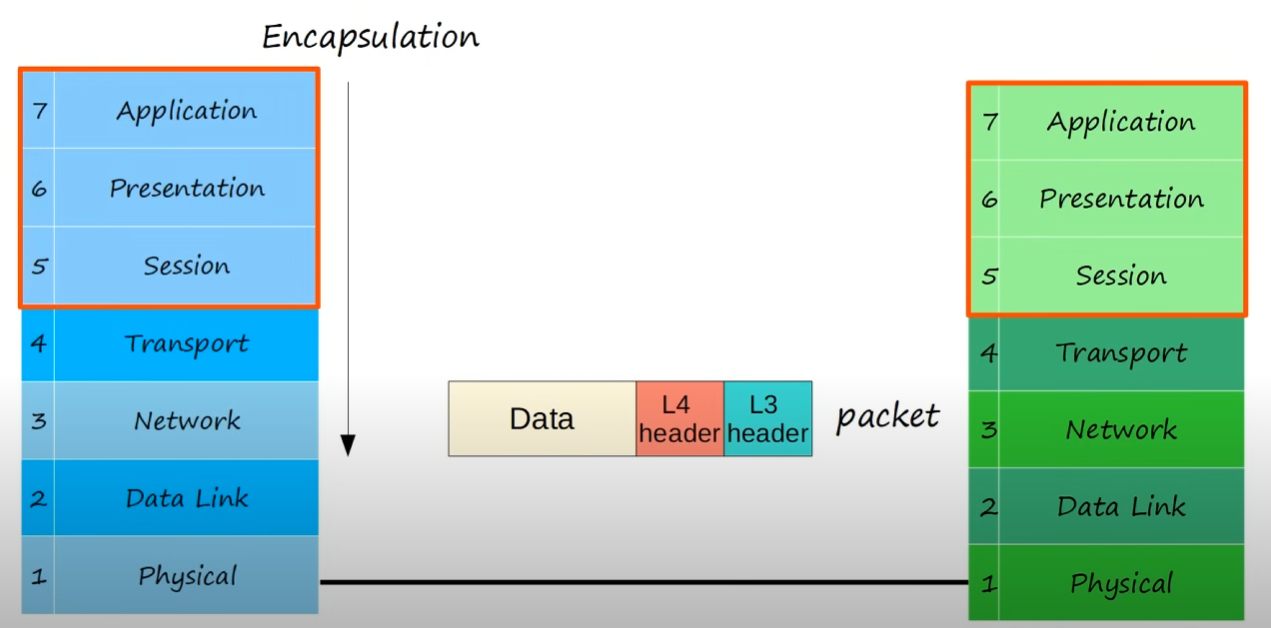 Encapsulation
7 Application
6 Presentation
5 Session
4 Transport
3 Network
2 Data Link
1 Physical
Data
L4
header
L3
header
packet
7 Application
6 Presentation
5 Session
4 Transport
3 Network
2 Data Link
1 Physical